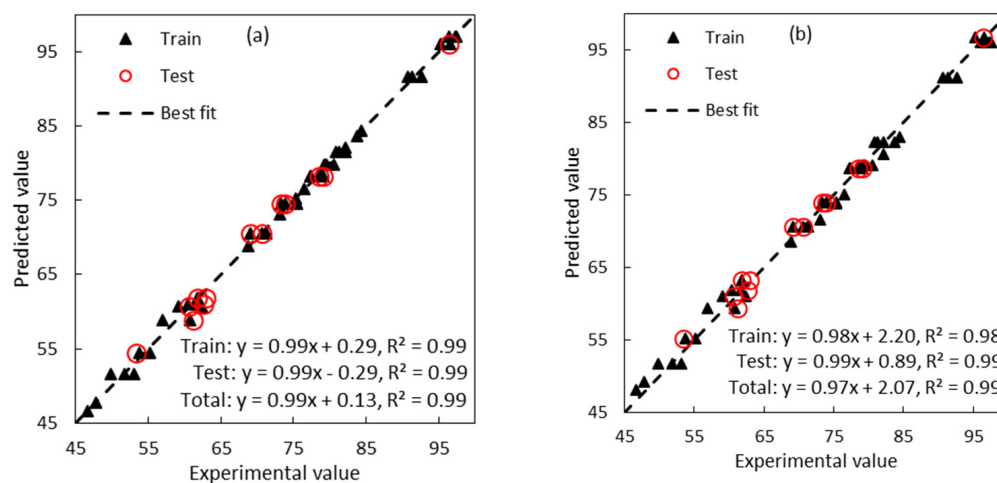 (a)
Train
Test
Best fit
Predicted value
95
85
75
65
55
45
Train: y = 0.99x + 0.29, R² = 0.99
Test: y = 0.99x - 0.29, R² = 0.99
Total: y = 0.99x + 0.13, R² = 0.99
45 55 65 75 85 95
Experimental value
(b)
Train
Test
Best fit
Predicted value
95
85
75
65
55
45
Train: y = 0.98x + 2.20, R² = 0.98
Test: y = 0.99x + 0.89, R² = 0.99
Total: y = 0.97x + 2.07, R² = 0.99
45 55 65 75 85 95
Experimental value